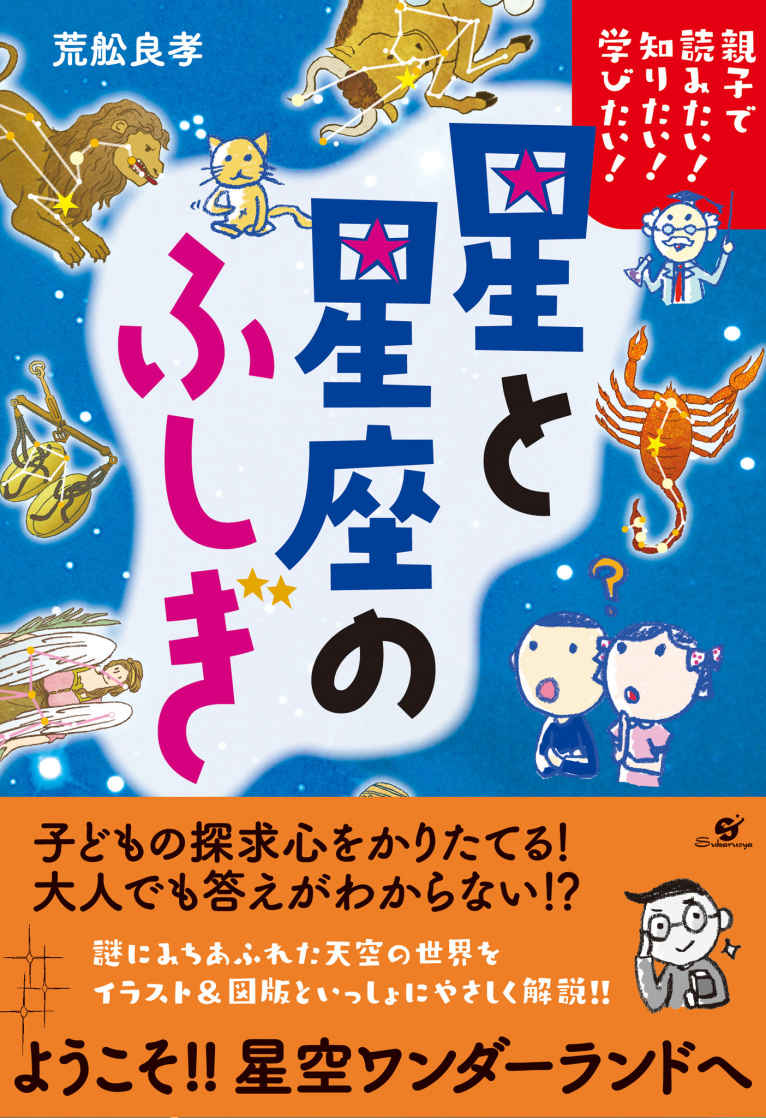 荒舩良孝
親子で
読みたい！
知りたい！
学びたい！
星と
星座の
ふしぎ
?
子どもの探求心をかりたてる！
大人でも答えがわからない!?
Subaruoya
謎にみちあふれた天空の世界を
イラスト＆図版といっしょにやさしく解説!!
ようこそ!! 星空ワンダーランドへ